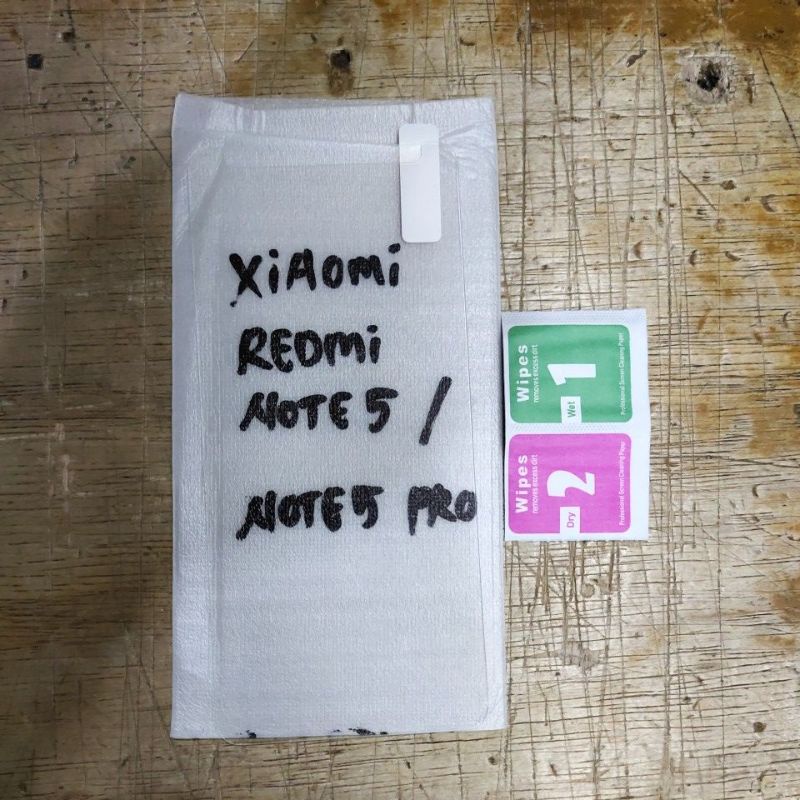 XiAomi
REDMi
NOTE 5 /
NOTE 5 PRO
Wipes
removes excess dirt
Wet
1
Professional Screen Cleaning Paper
Wipes
removes excess dirt
Dry
2
Professional Screen Cleaning Paper